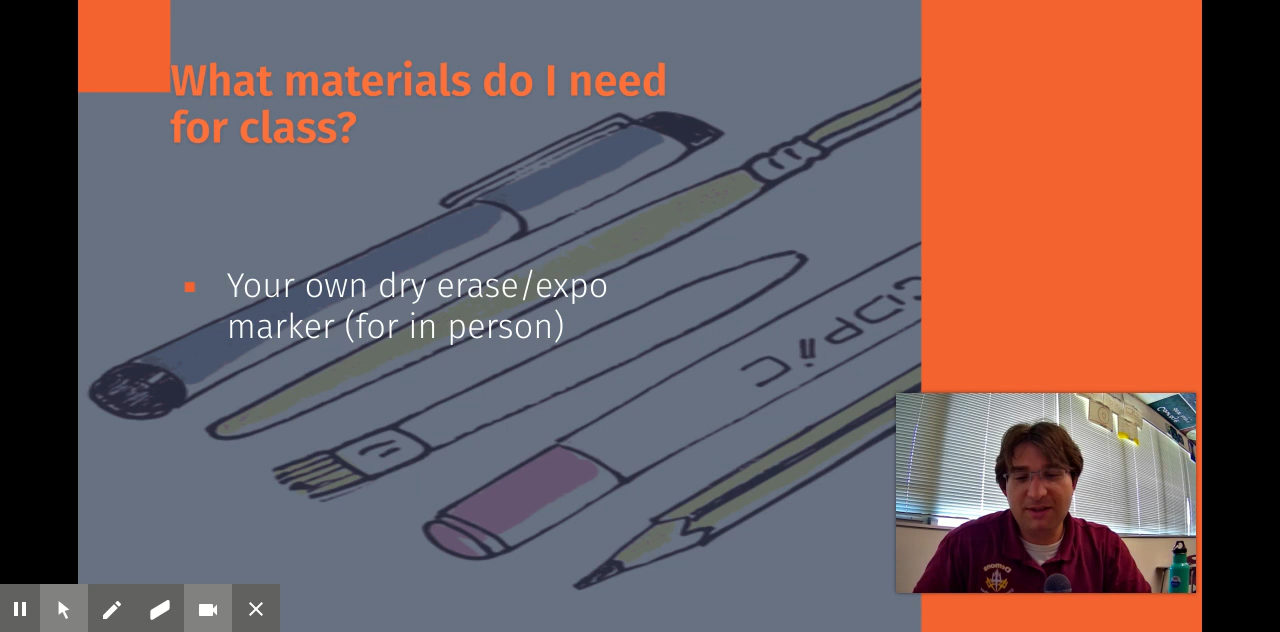 What materials do I need
for class?
Your own dry erase/expo
marker (for in person)